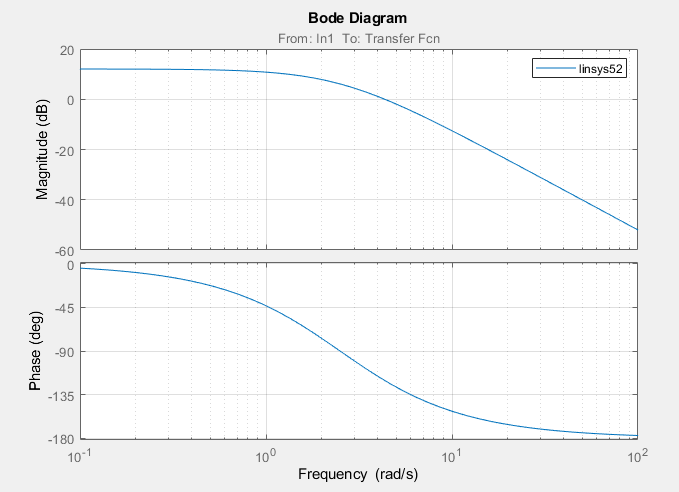 Bode Diagram
From: In1 To: Transfer Fcn
20
0
-20
-40
-60
Magnitude (dB)
linsys52
0
-45
-90
-135
-180
Phase (deg)
10^-1
10^0
10^1
10^2
Frequency (rad/s)